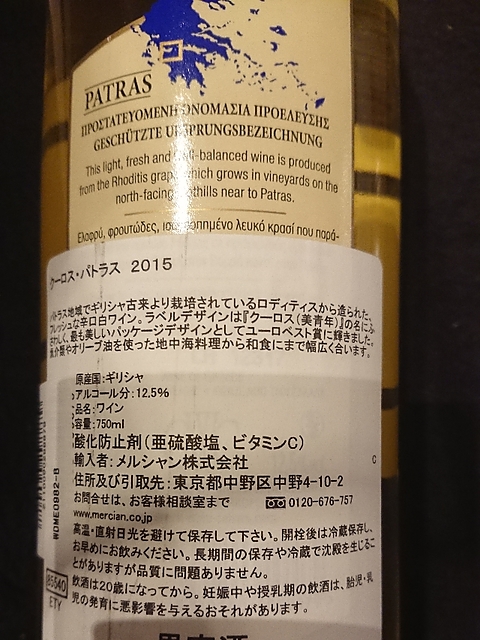 PATRAS
ΠΡΟΣΤΑΤΕΥΟΜΕΝΗ ΟΝΟΜΑΣΙΑ ΠΡΟΕΛΕΥΣΗΣ
GESCHÜTZTE URSPRUNGSBEZEICHNUNG
This light, fresh and well-balanced wine is produced
from the Rhoditis grape which grows in vineyards on the
north-facing foothills near to Patras.
Ελαφρύ, φρουτώδες, ισορροπημένο λευκό κρασί που παρά-
クーロス・パトラス 2015
パトラス地域でギリシャ古来より栽培されているロディティスから造られた、
フレッシュな辛口白ワイン。ラベルデザインは『クーロス(美青年)』の名にふ
さわしく、最も美しいパッケージデザインとしてユーロベスト賞に輝きました。
魚介類やオリーブ油を使った地中海料理から和食にまで幅広く合います。
原産国:ギリシャ
アルコール分:12.5%
品名:ワイン
容量:750ml
酸化防止剤(亜硫酸塩、ビタミンC)
輸入者:メルシャン株式会社
住所及び引取先:東京都中野区中野4-10-2
お問合せは、お客様相談室まで 0120-676-757
www.mercian.co.jp
高温・直射日光を避けて保存して下さい。開栓後は冷蔵保存し、
お早めにお飲みください。長期間の保存や冷蔵で沈殿を生じるこ
とがありますが品質に問題ありません。
飲酒は20歳になってから。妊娠中や授乳期の飲酒は、胎児・乳
児の発育に悪影響を与えるおそれがあります。
WDME0982-B
85540
ETY
C